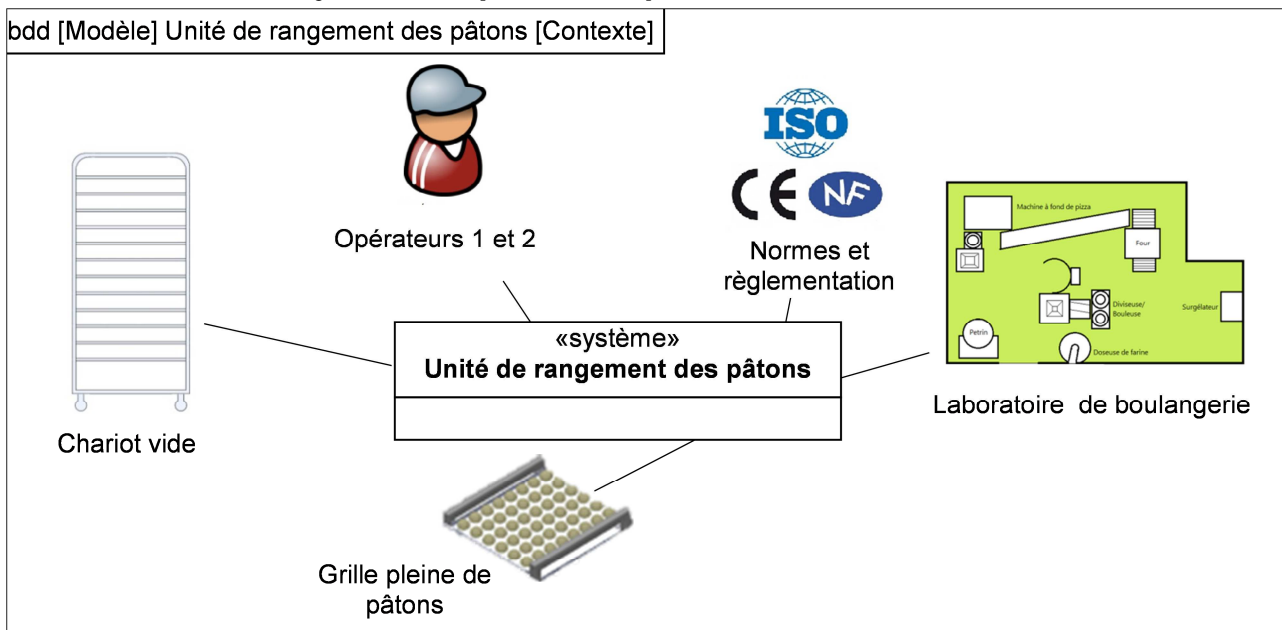 bdd [Modèle] Unité de rangement des pâtons [Contexte]
Opérateurs 1 et 2
ISO
CE NF
Normes et
règlementation
Chariot vide
«système»
Unité de rangement des pâtons
Machine à fond de pizza
Four
Diviseuse/
Bouleuse
Surgélateur
Petrin
Doseuse de farine
Laboratoire de boulangerie
Grille pleine de
pâtons